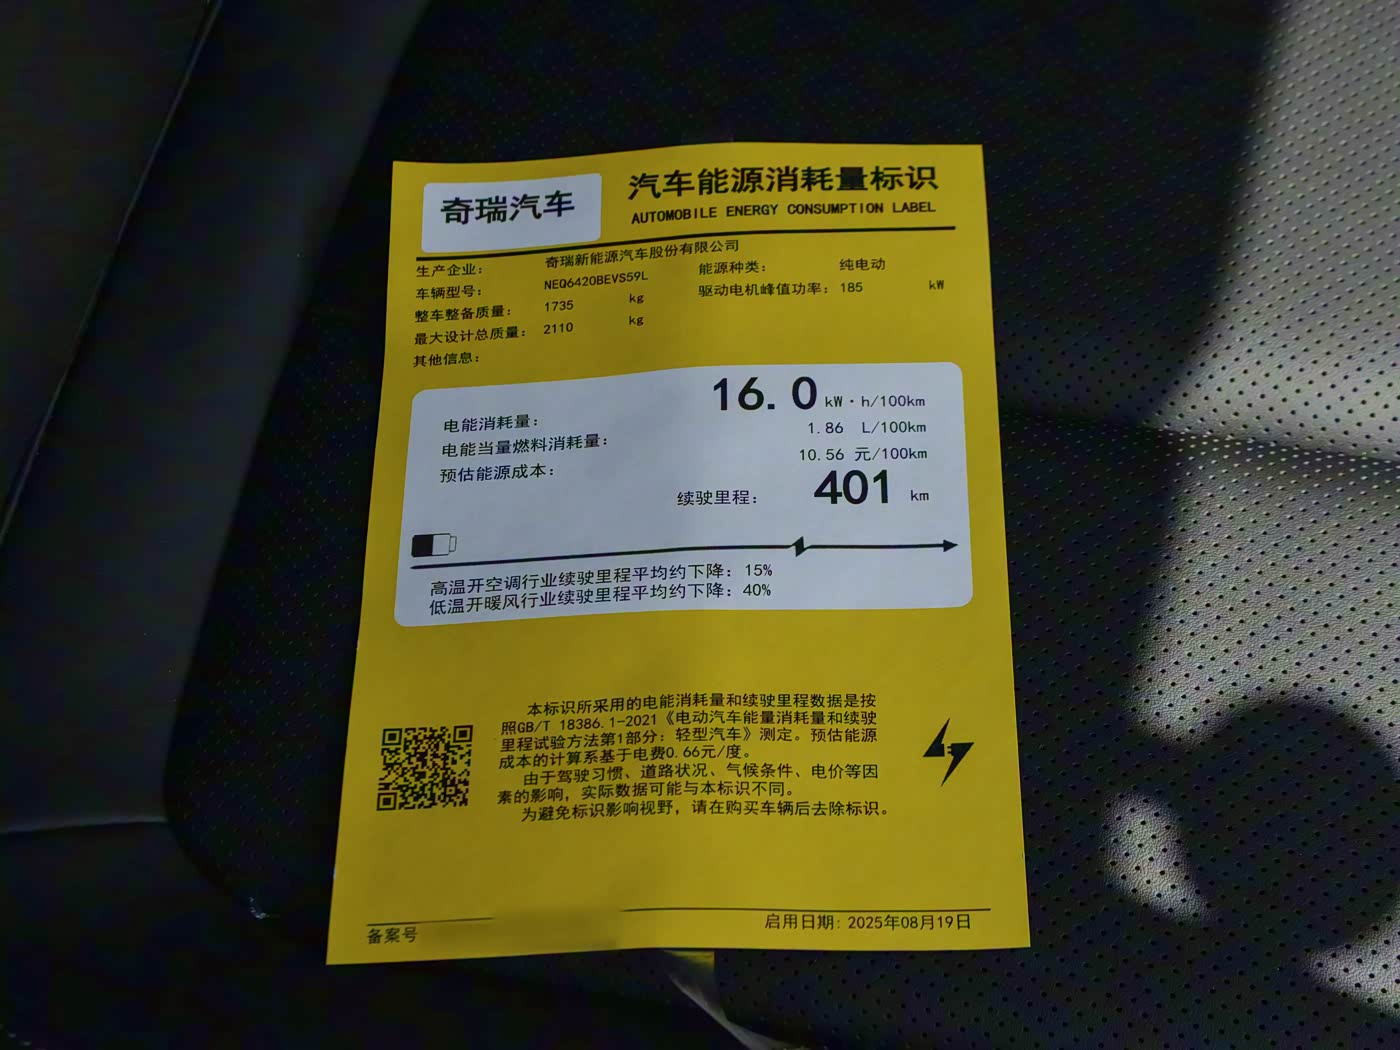 奇瑞汽车
汽车能源消耗量标识
AUTOMOBILE ENERGY CONSUMPTION LABEL
生产企业: 奇瑞新能源汽车股份有限公司
车辆型号: NEQ6420BEVS59L 能源种类: 纯电动
整车整备质量: 1735 kg 驱动电机峰值功率: 185 kW
最大设计总质量: 2110 kg
其他信息:
电能消耗量: 16.0 kW·h/100km
电能当量燃料消耗量: 1.86 L/100km
预估能源成本: 10.56 元/100km
续驶里程: 401 km
高温开空调行业续驶里程平均约下降: 15%
低温开暖风行业续驶里程平均约下降: 40%
本标识所采用的电能消耗量和续驶里程数据是按
照GB/T 18386.1-2021《电动汽车能量消耗量和续驶
里程试验方法第1部分: 轻型汽车》测定。预估能源
成本的计算系基于电费0.66元/度。
由于驾驶习惯、道路状况、气候条件、电价等因
素的影响, 实际数据可能与本标识不同。
为避免标识影响视野, 请在购买车辆后去除标识。
备案号
启用日期: 2025年08月19日